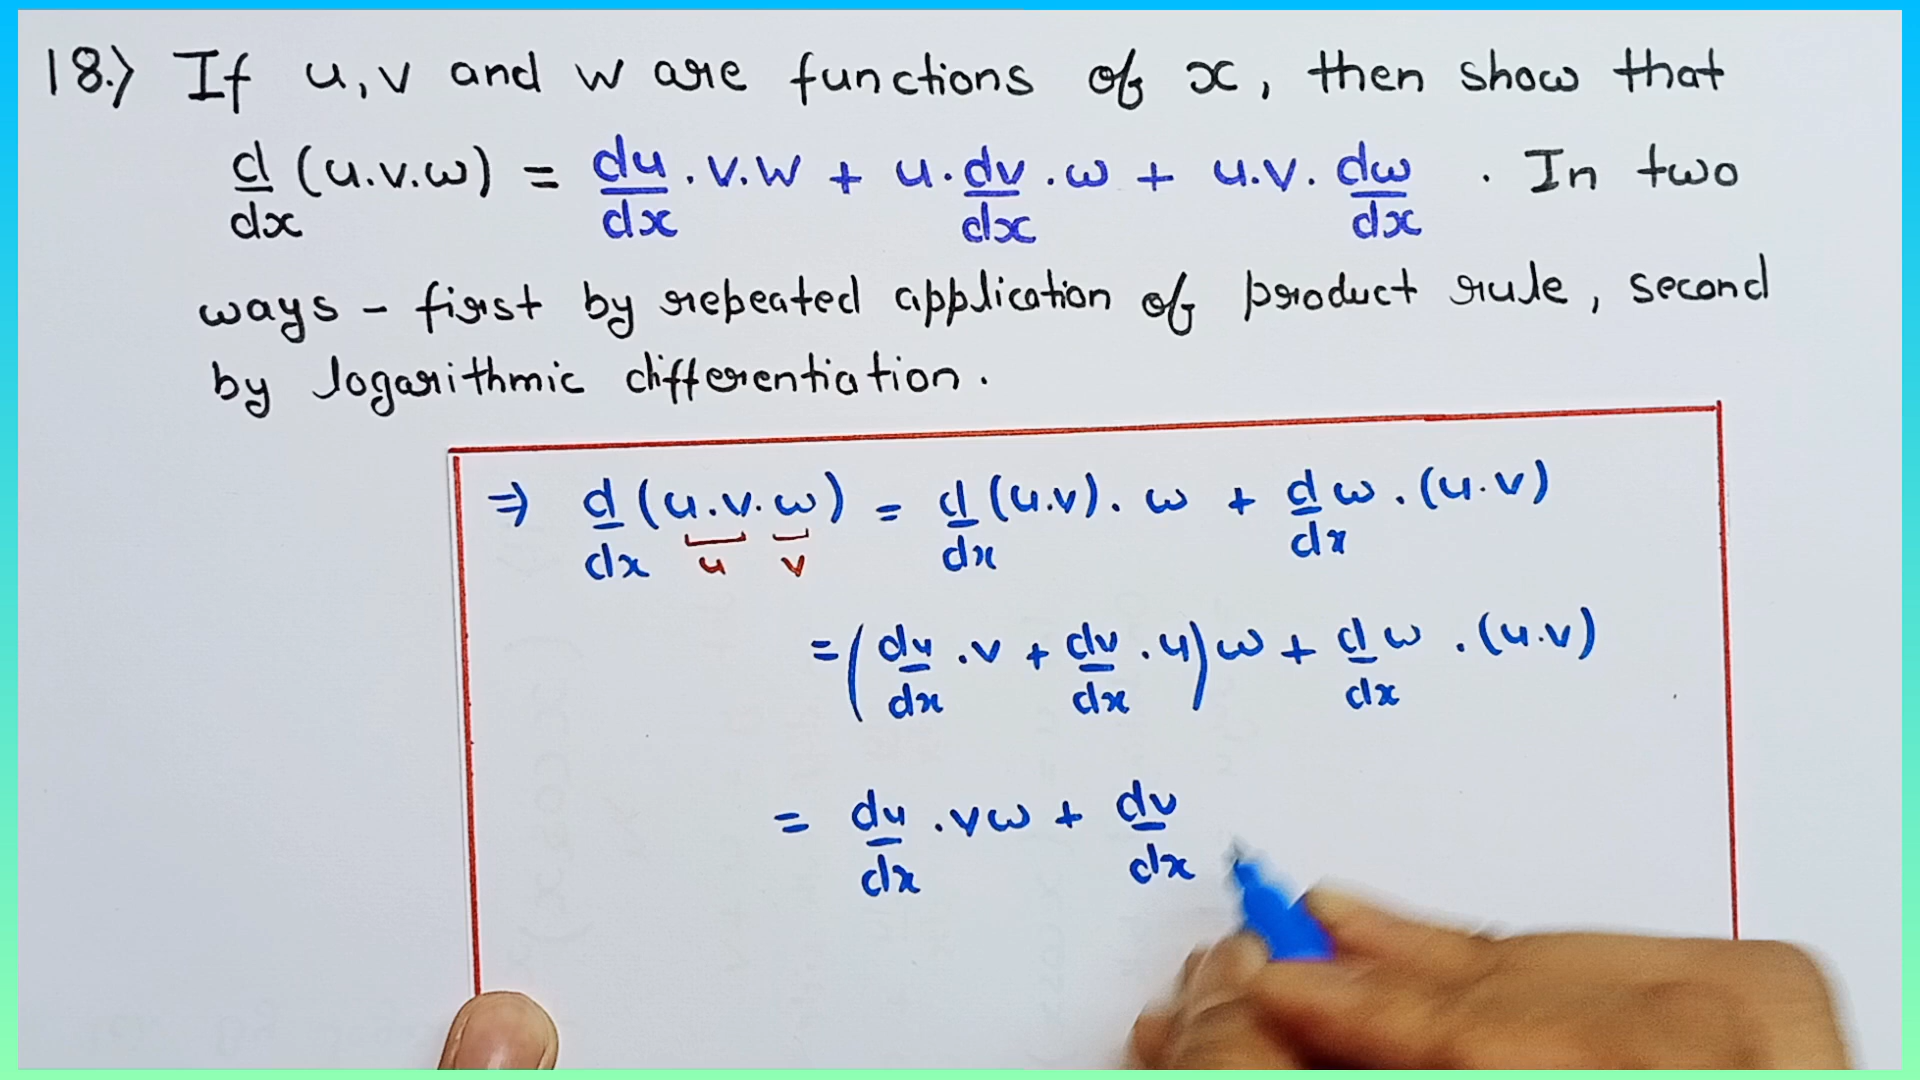 18.) If u, v and w are functions of x, then show that
d/dx (u.v.w) = du/dx . v.w + u. dv/dx . w + u.v. dw/dx . In two
ways - first by repeated application of product rule, second
by logarithmic differentiation.
⇒ d/dx (u.v.w) = d/dx (u.v). w + d/dx w . (u.v)
u v
= ( du/dx . v + dv/dx . u ) w + d/dx w . (u.v)
= du/dx . vw + dv/dx